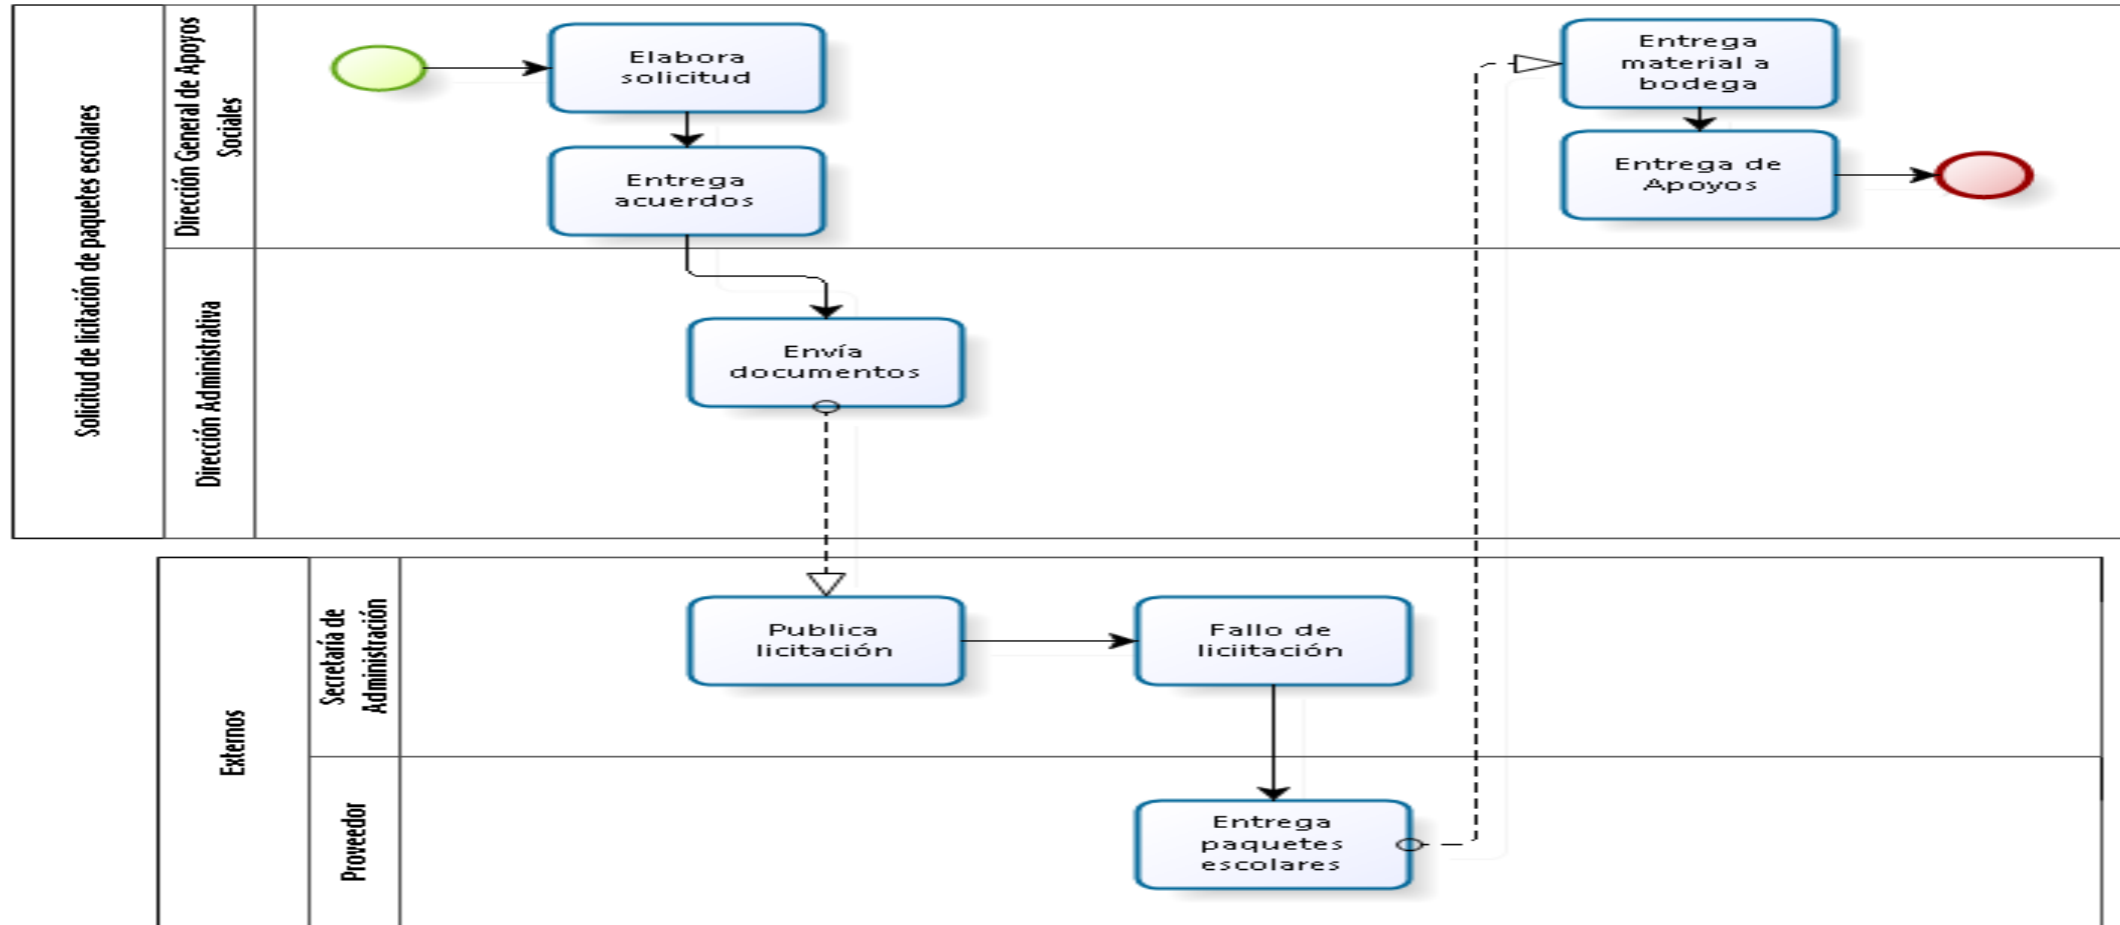 Solicitud de licitación de paquetes escolares
Dirección General de Apoyos
Sociales
Elabora
solicitud
Entrega
acuerdos
Entrega
material a
bodega
Entrega de
Apoyos
Dirección Administrativa
Envía
documentos
Externos
Secretaría de
Administración
Publica
licitación
Fallo de
liciitación
Proveedor
Entrega
paquetes
escolares